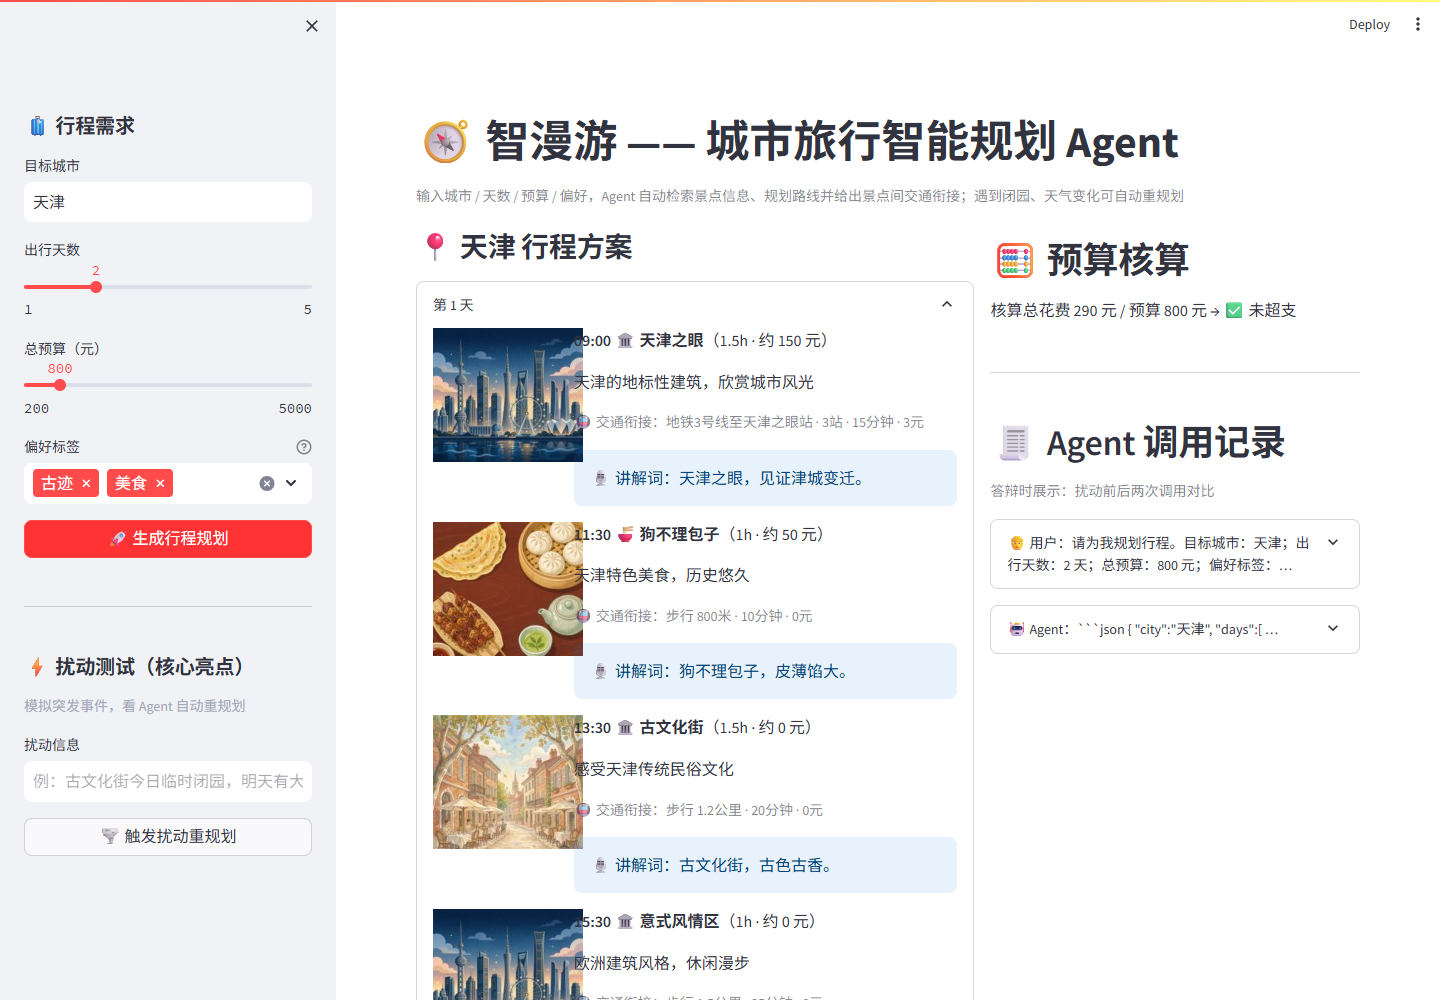 Deploy
行程需求
目标城市
天津
出行天数
2
1 5
总预算（元）
800
200 5000
偏好标签
古迹 美食
生成行程规划
扰动测试（核心亮点）
模拟突发事件，看 Agent 自动重规划
扰动信息
例：古文化街今日临时闭园，明天有大
触发扰动重规划
智漫游 —— 城市旅行智能规划 Agent
输入城市 / 天数 / 预算 / 偏好，Agent 自动检索景点信息、规划路线并给出景点间交通衔接；遇到闭园、天气变化可自动重规划
天津 行程方案
第 1 天
09:00 天津之眼（1.5h · 约 150 元）
天津的地标性建筑，欣赏城市风光
交通衔接：地铁3号线至天津之眼站 · 3站 · 15分钟 · 3元
讲解词：天津之眼，见证津城变迁。
11:30 狗不理包子（1h · 约 50 元）
天津特色美食，历史悠久
交通衔接：步行 800米 · 10分钟 · 0元
讲解词：狗不理包子，皮薄馅大。
13:30 古文化街（1.5h · 约 0 元）
感受天津传统民俗文化
交通衔接：步行 1.2公里 · 20分钟 · 0元
讲解词：古文化街，古色古香。
15:30 意式风情区（1h · 约 0 元）
欧洲建筑风格，休闲漫步
预算核算
核算总花费 290 元 / 预算 800 元 → ✅ 未超支
Agent 调用记录
答辩时展示：扰动前后两次调用对比
用户：请为我规划行程。目标城市：天津；出
行天数：2 天；总预算：800 元；偏好标签：…
Agent：```json { "city":"天津", "days":[ …